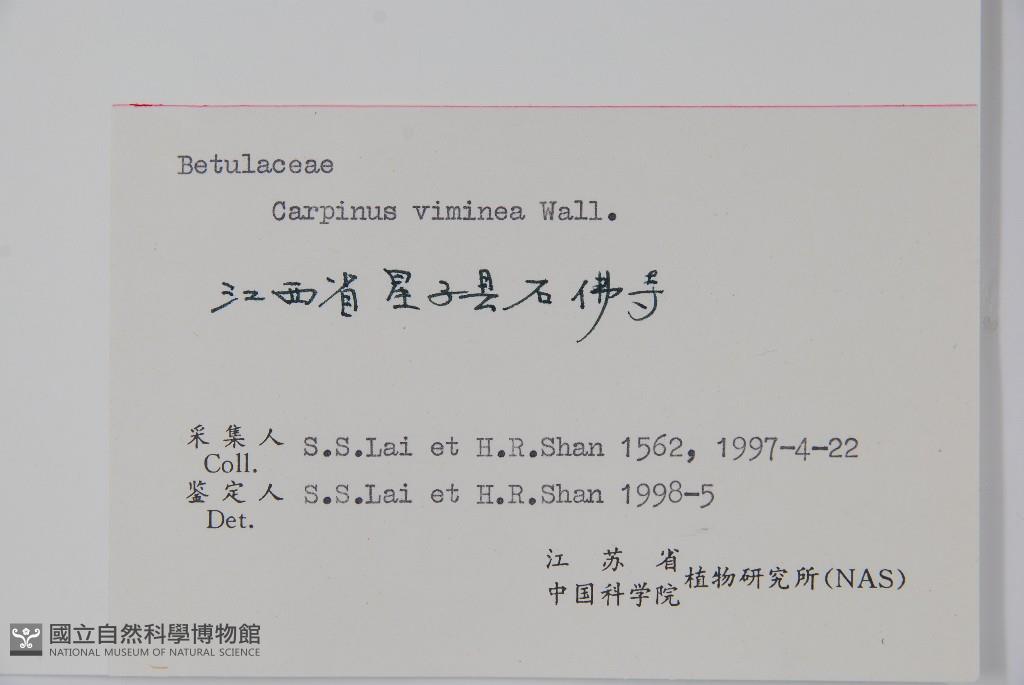 Betulaceae
Carpinus viminea Wall.
江西省星子县石佛寺
采集人 S.S.Lai et H.R.Shan 1562, 1997-4-22
Coll.
鉴定人 S.S.Lai et H.R.Shan 1998-5
Det.
江苏省
中国科学院 植物研究所(NAS)
國立自然科學博物館
NATIONAL MUSEUM OF NATURAL SCIENCE